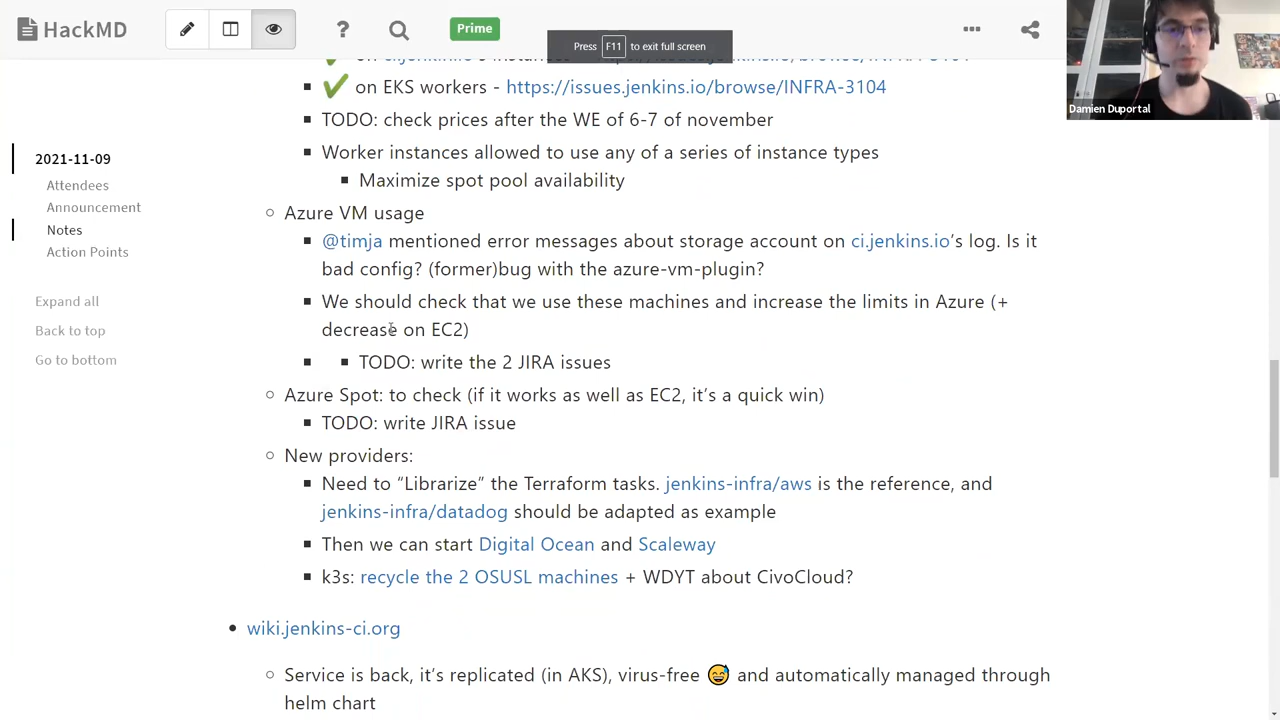 HackMD
Prime
Press F11 to exit full screen
Damien Duportal
✔ on EKS workers - https://issues.jenkins.io/browse/INFRA-3104
TODO: check prices after the WE of 6-7 of november
Worker instances allowed to use any of a series of instance types
Maximize spot pool availability
Azure VM usage
@timja mentioned error messages about storage account on ci.jenkins.io's log. Is it
bad config? (former)bug with the azure-vm-plugin?
We should check that we use these machines and increase the limits in Azure (+
decrease on EC2)
TODO: write the 2 JIRA issues
Azure Spot: to check (if it works as well as EC2, it's a quick win)
TODO: write JIRA issue
New providers:
Need to “Librarize” the Terraform tasks. jenkins-infra/aws is the reference, and
jenkins-infra/datadog should be adapted as example
Then we can start Digital Ocean and Scaleway
k3s: recycle the 2 OSUSL machines + WDYT about CivoCloud?
wiki.jenkins-ci.org
Service is back, it's replicated (in AKS), virus-free 😅 and automatically managed through
helm chart
2021-11-09
Attendees
Announcement
Notes
Action Points
Expand all
Back to top
Go to bottom